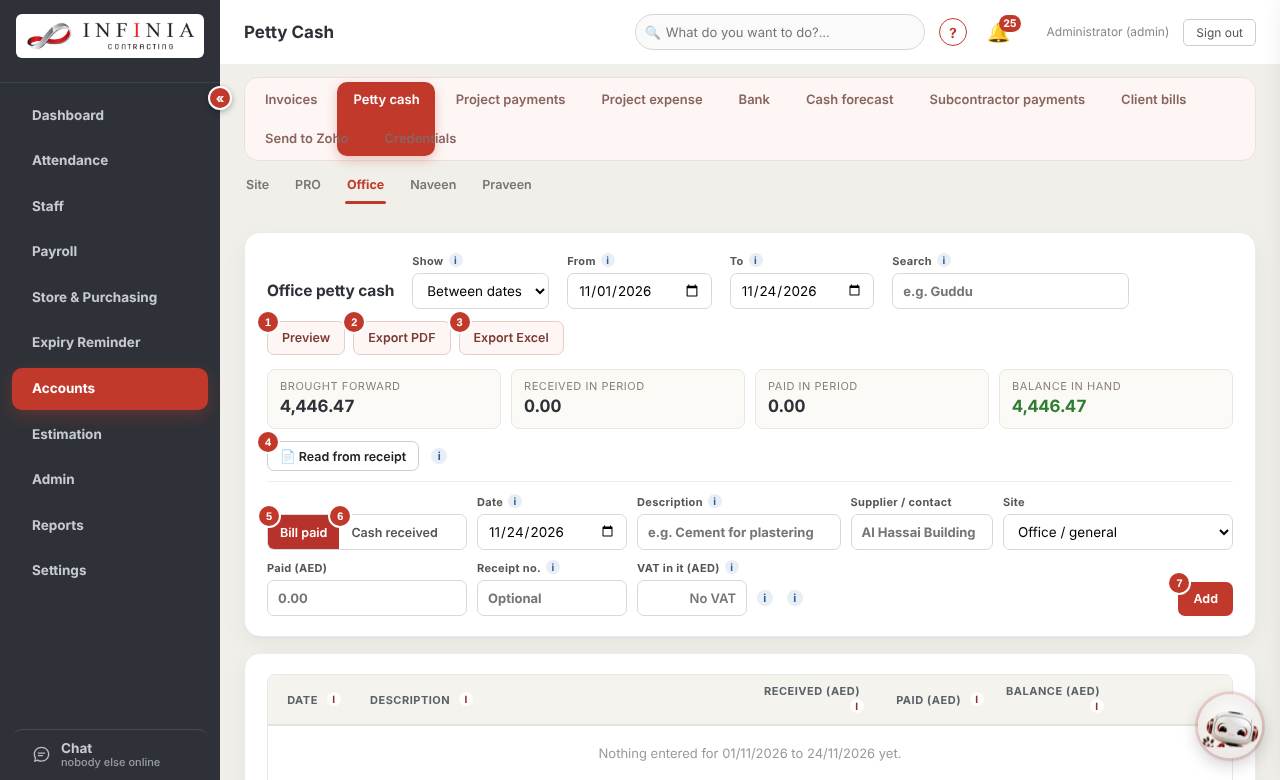 INFINIA
CONTRACTING
Petty Cash
What do you want to do?...
?
25
Administrator (admin)
Sign out
«
Dashboard
Attendance
Staff
Payroll
Store & Purchasing
Expiry Reminder
Accounts
Estimation
Admin
Reports
Settings
Chat
nobody else online
Invoices Petty cash Project payments Project expense Bank Cash forecast Subcontractor payments Client bills
Send to Zoho Credentials
Site PRO Office Naveen Praveen
Show i From i To i Search i
Office petty cash Between dates 11/01/2026 11/24/2026 e.g. Guddu
1 Preview 2 Export PDF 3 Export Excel
BROUGHT FORWARD RECEIVED IN PERIOD PAID IN PERIOD BALANCE IN HAND
4,446.47 0.00 0.00 4,446.47
4 Read from receipt i
Date i Description i Supplier / contact Site
5 Bill paid 6 Cash received 11/24/2026 e.g. Cement for plastering Al Hassai Building Office / general
Paid (AED) Receipt no. i VAT in it (AED) i
0.00 Optional No VAT i i 7 Add
DATE I DESCRIPTION I RECEIVED (AED) I PAID (AED) I BALANCE (AED) I
Nothing entered for 01/11/2026 to 24/11/2026 yet.